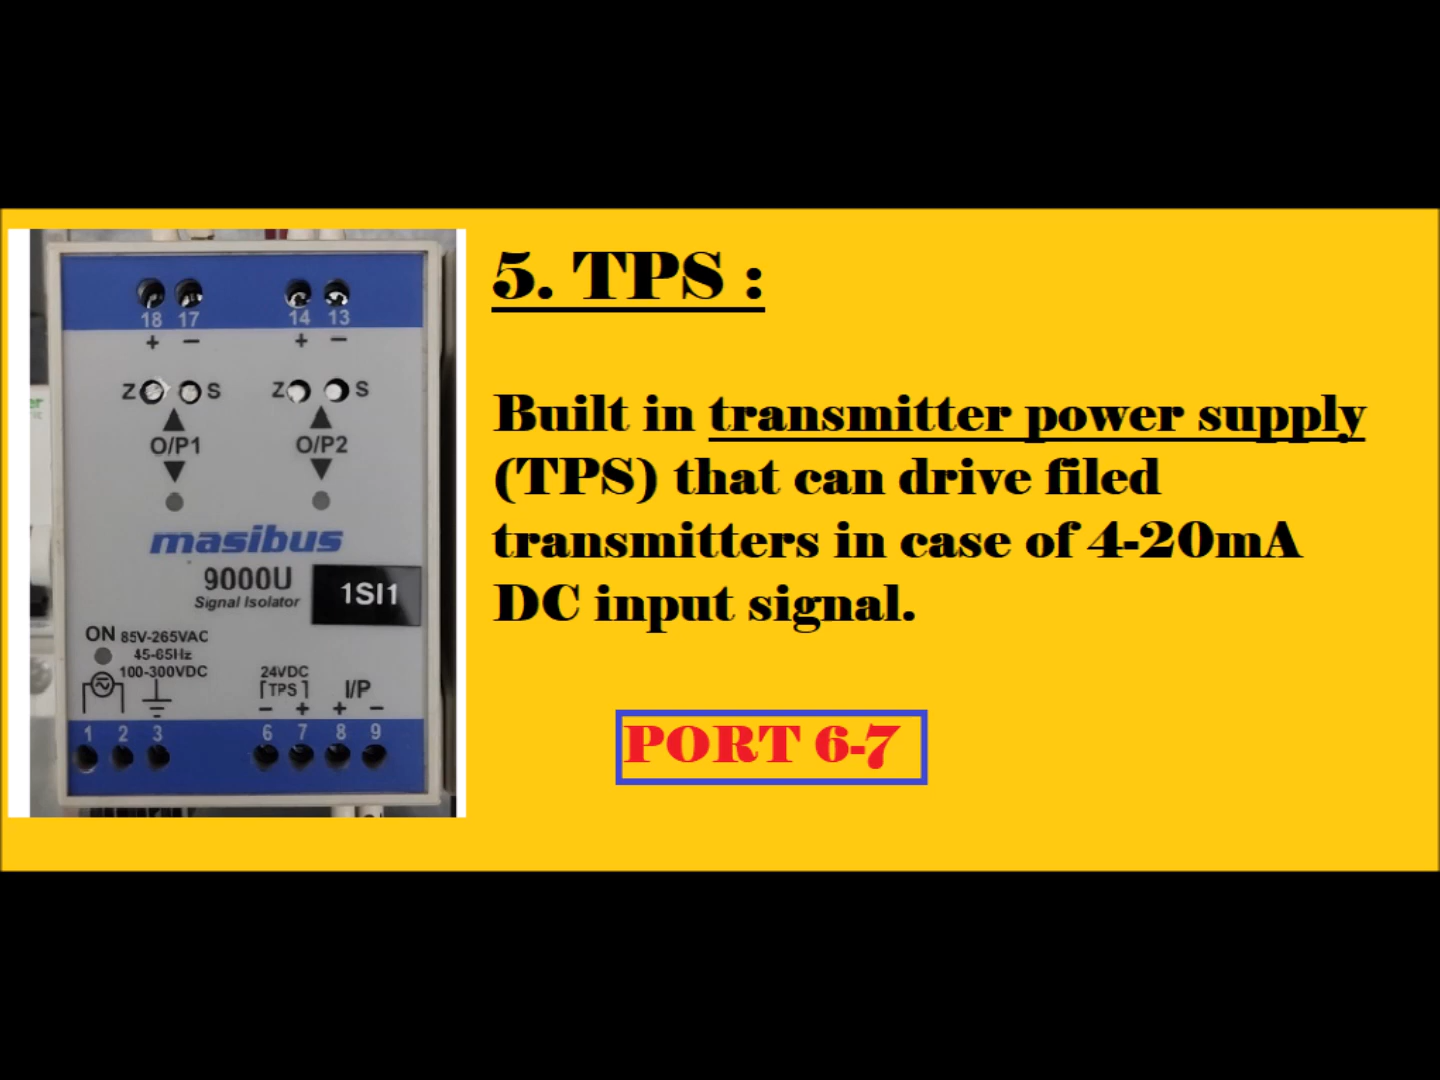 5. TPS :
Built in transmitter power supply
(TPS) that can drive filed
transmitters in case of 4-20mA
DC input signal.
PORT 6-7
18 17 14 13
+ − + −
Z S Z S
O/P1 O/P2
masibus
9000U
Signal Isolator
1SI1
ON 85V-265VAC
45-65Hz
100-300VDC
24VDC
TPS I/P
− + + −
1 2 3 6 7 8 9